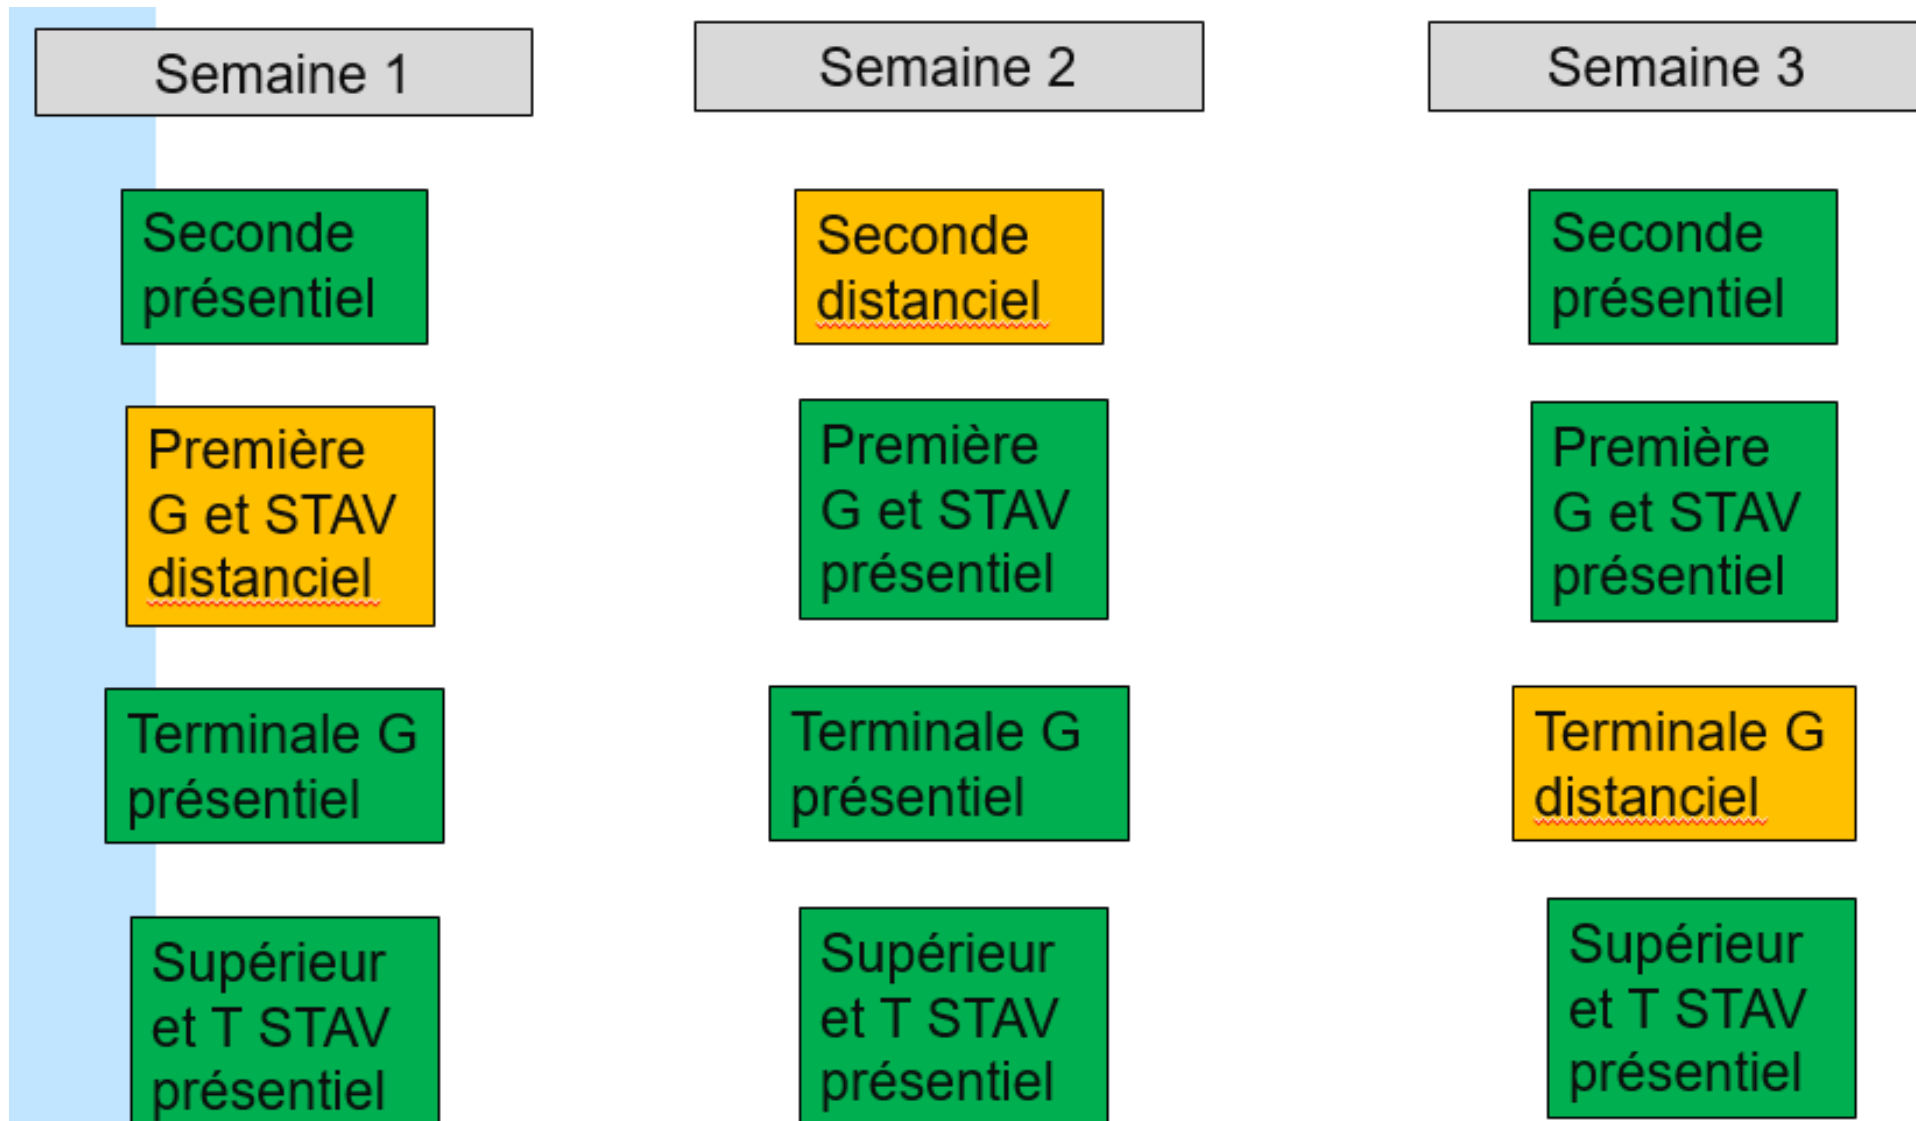 Semaine 1
Semaine 2
Semaine 3
Seconde
présentiel
Seconde
distanciel
Seconde
présentiel
Première
G et STAV
distanciel
Première
G et STAV
présentiel
Première
G et STAV
présentiel
Terminale G
présentiel
Terminale G
présentiel
Terminale G
distanciel
Supérieur
et T STAV
présentiel
Supérieur
et T STAV
présentiel
Supérieur
et T STAV
présentiel